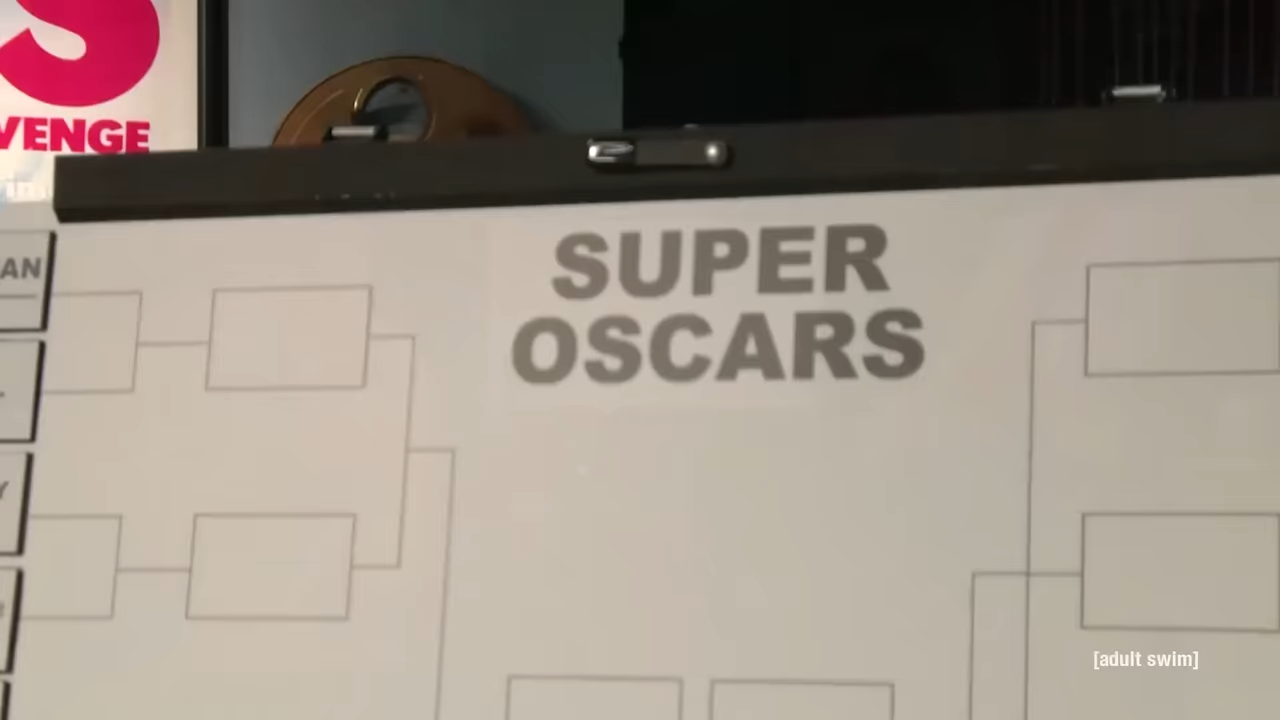 S
VENGE
AN
Y
SUPER
OSCARS
[adult swim]